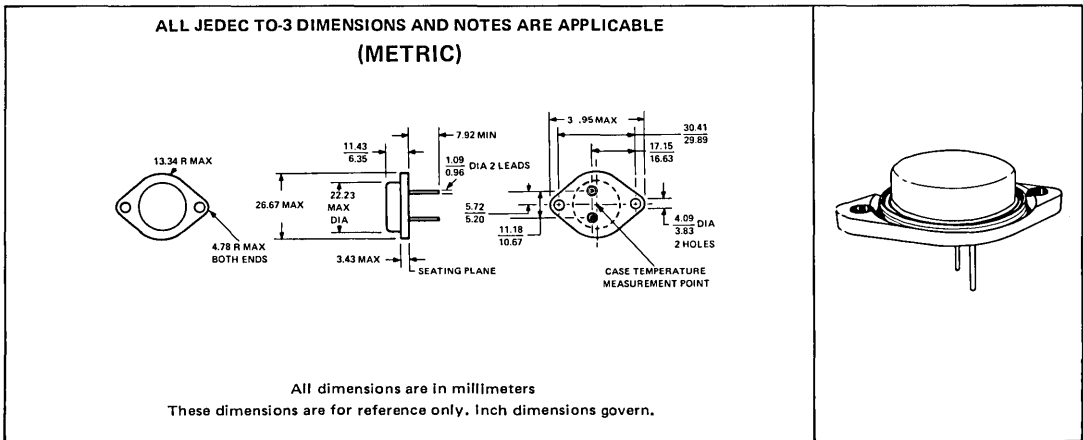 ALL JEDEC TO-3 DIMENSIONS AND NOTES ARE APPLICABLE
(METRIC)
13.34 R MAX
4.78 R MAX
BOTH ENDS
11.43
6.35
7.92 MIN
1.09
0.96
DIA 2 LEADS
26.67 MAX
22.23
MAX
DIA
3.43 MAX
SEATING PLANE
3 .95 MAX
30.41
29.89
17.15
16.63
5.72
5.20
11.18
10.67
4.09
3.83
DIA
2 HOLES
CASE TEMPERATURE
MEASUREMENT POINT
All dimensions are in millimeters
These dimensions are for reference only. Inch dimensions govern.